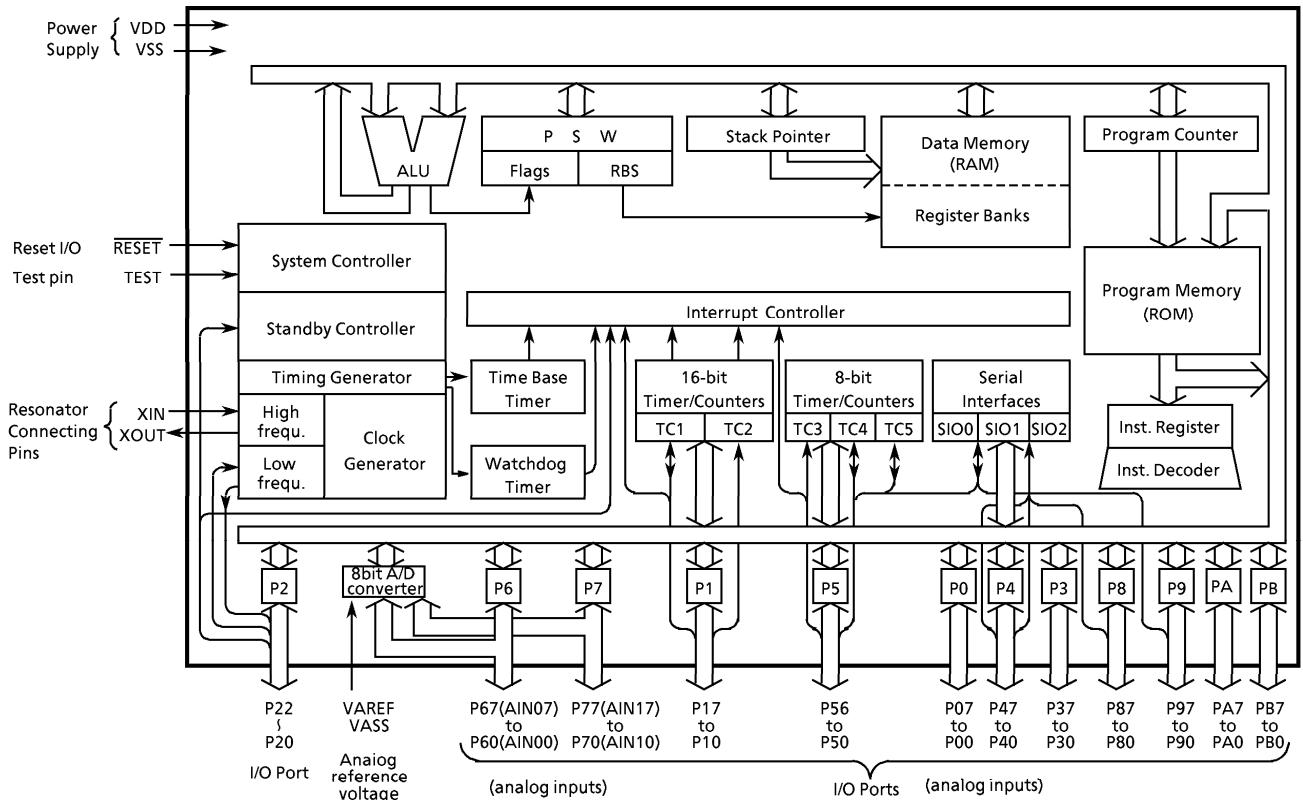 Power
Supply
VDD
VSS
P S W
Flags
RBS
ALU
Stack Pointer
Data Memory
(RAM)
Register Banks
Program Counter
Reset I/O
RESET
Test pin
TEST
System Controller
Standby Controller
Timing Generator
High
frequ.
Low
frequ.
Clock
Generator
Resonator
Connecting
Pins
XIN
XOUT
Interrupt Controller
Program Memory
(ROM)
Time Base
Timer
Watchdog
Timer
16-bit
Timer/Counters
TC1
TC2
8-bit
Timer/Counters
TC3
TC4
TC5
Serial
Interfaces
SIO0
SIO1
SIO2
Inst. Register
Inst. Decoder
P2
8bit A/D
converter
P6
P7
P1
P5
P0
P4
P3
P8
P9
PA
PB
P22
~
P20
I/O Port
VAREF
VASS
Anaiog
reference
voltage
P67(AIN07)
to
P60(AIN00)
P77(AIN17)
to
P70(AIN10)
P17
to
P10
P56
to
P50
P07
to
P00
P47
to
P40
P37
to
P30
P87
to
P80
P97
to
P90
PA7
to
PA0
PB7
to
PB0
(analog inputs)
I/O Ports
(analog inputs)